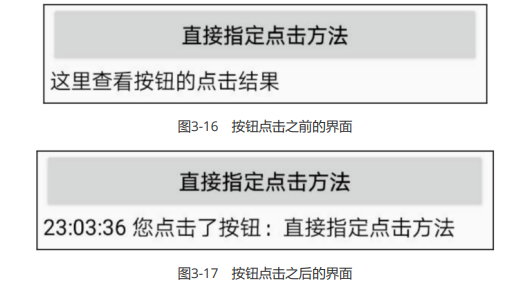 直接指定点击方法
这里查看按钮的点击结果
图3-16 按钮点击之前的界面
直接指定点击方法
23:03:36 您点击了按钮：直接指定点击方法
图3-17 按钮点击之后的界面